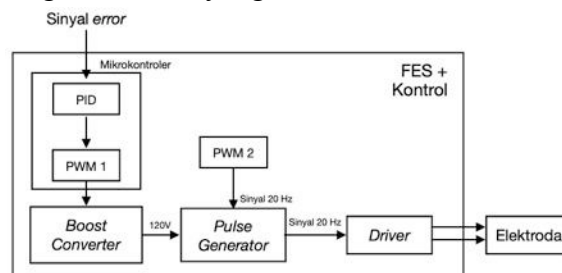 Sinyal error
Mikrokontroler
FES +
Kontrol
PID
PWM 1
PWM 2
Sinyal 20 Hz
Boost
Converter
120V
Pulse
Generator
Sinyal 20 Hz
Driver
Elektroda